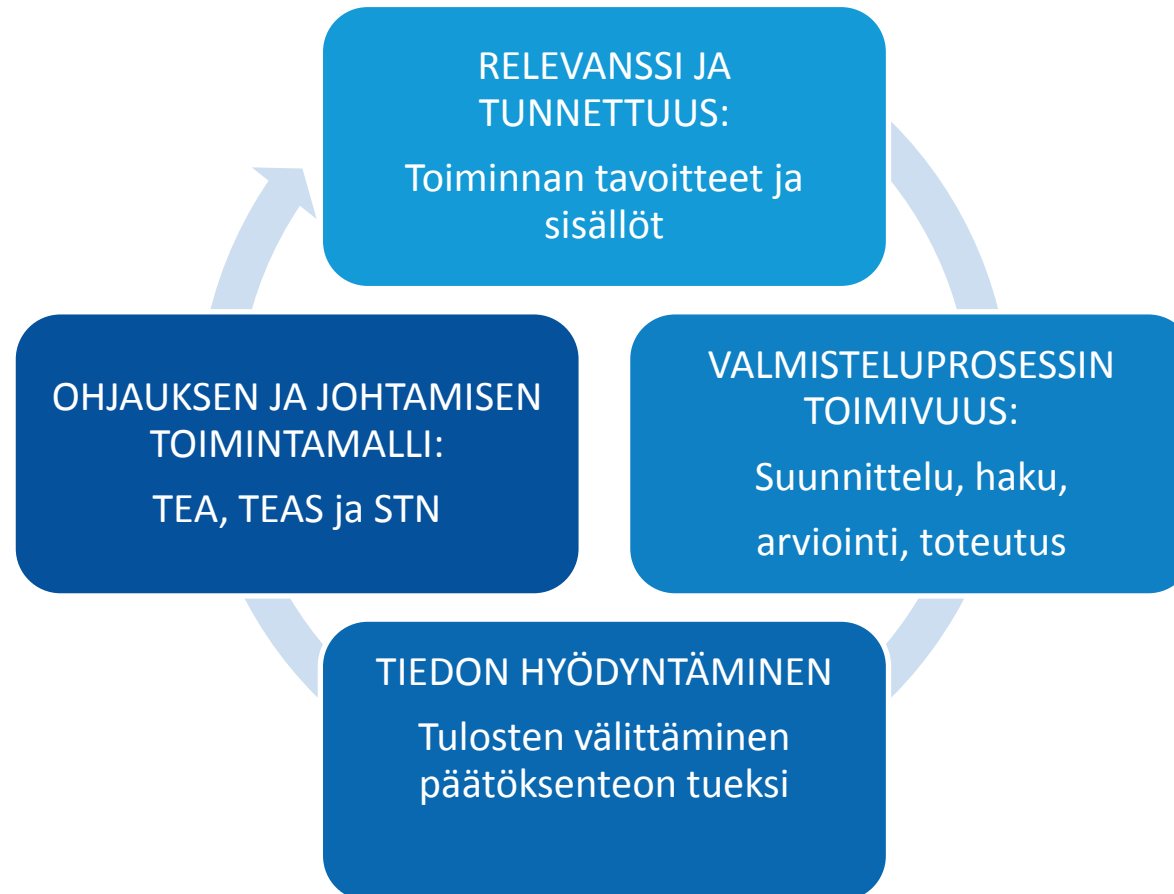 RELEVANSSI JA
TUNNETTUUS:
Toiminnan tavoitteet ja
sisällöt
VALMISTELUPROSESSIN
TOIMIVUUS:
Suunnittelu, haku,
arviointi, toteutus
TIEDON HYÖDYNTÄMINEN
Tulosten välittäminen
päätöksenteon tueksi
OHJAUKSEN JA JOHTAMISEN
TOIMINTAMALLI:
TEA, TEAS ja STN